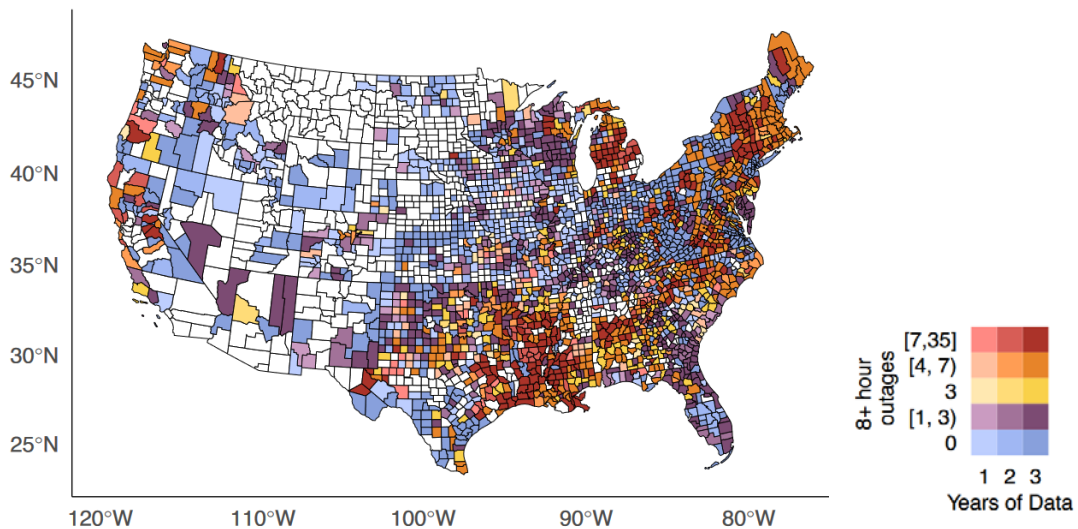 45°N
40°N
35°N
30°N
25°N
120°W 110°W 100°W 90°W 80°W
8+ hour
outages
[7,35]
[4, 7)
3
[1, 3)
0
1 2 3
Years of Data